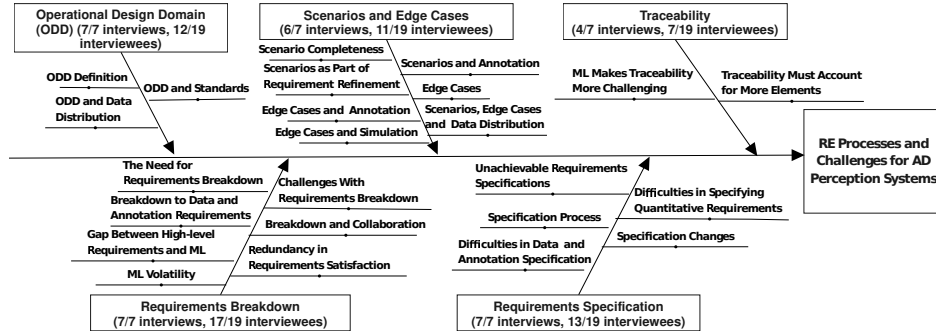 Operational Design Domain
(ODD) (7/7 interviews, 12/19
interviewees)
Scenarios and Edge Cases
(6/7 interviews, 11/19
interviewees)
Traceability
(4/7 interviews, 7/19
interviewees)
ODD Definition
ODD and Standards
ODD and Data
Distribution
Scenario Completeness
Scenarios as Part of
Requirement Refinement
Edge Cases and Annotation
Edge Cases and Simulation
Scenarios and Annotation
Edge Cases
Scenarios, Edge Cases
and Data Distribution
ML Makes Traceability
More Challenging
Traceability Must Account
for More Elements
RE Processes and
Challenges for AD
Perception Systems
The Need for
Requirements Breakdown
Breakdown to Data and
Annotation Requirements
Gap Between High-level
Requirements and ML
ML Volatility
Challenges With
Requirements Breakdown
Breakdown and Collaboration
Redundancy in
Requirements Satisfaction
Unachievable Requirements
Specifications
Specification Process
Difficulties in Data and
Annotation Specification
Difficulties in Specifying
Quantitative Requirements
Specification Changes
Requirements Breakdown
(7/7 interviews, 17/19 interviewees)
Requirements Specification
(7/7 interviews, 13/19 interviewees)